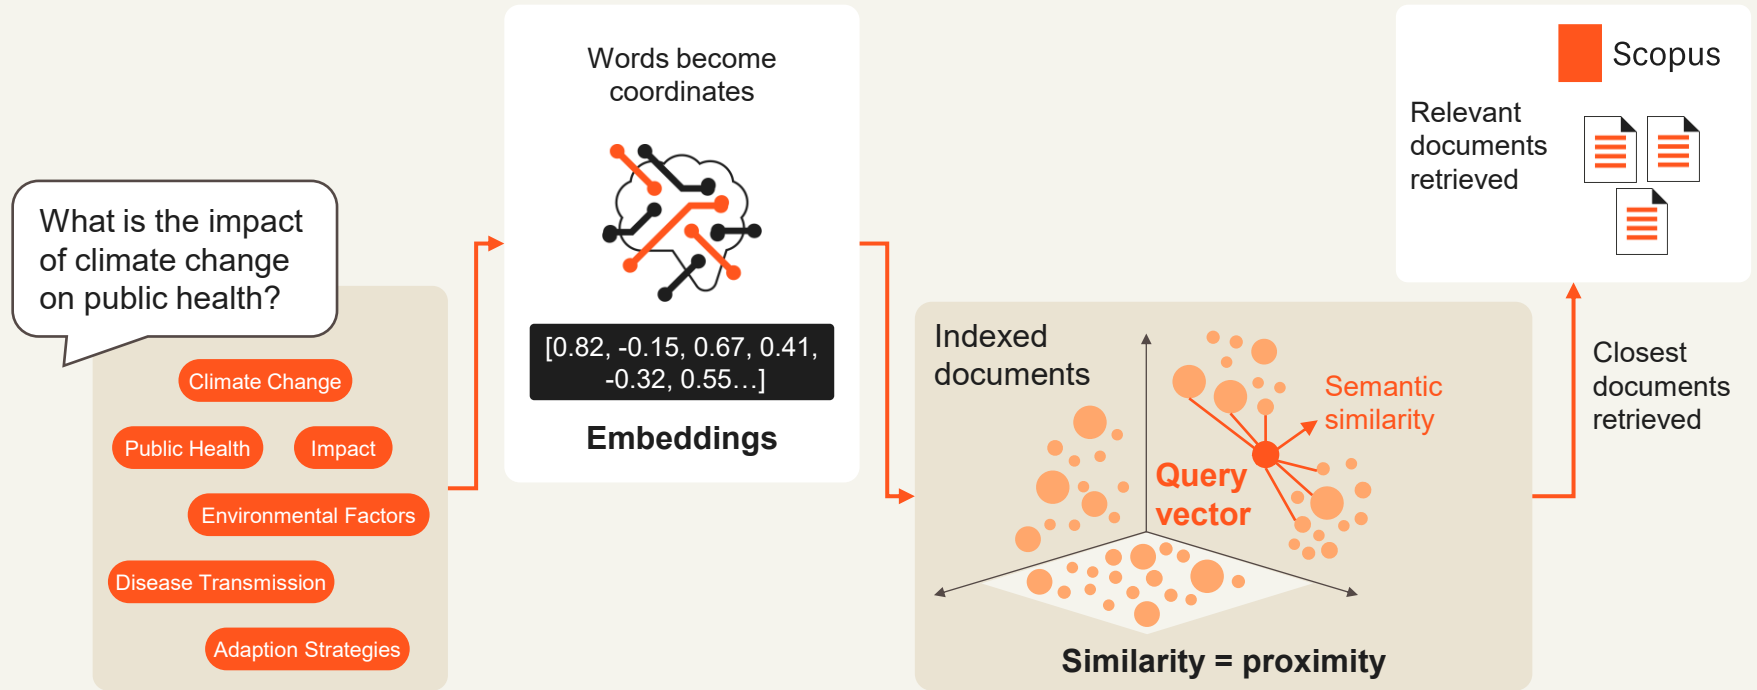 What is the impact
of climate change
on public health?
Climate Change
Public Health
Impact
Environmental Factors
Disease Transmission
Adaption Strategies
Words become
coordinates
[0.82, -0.15, 0.67, 0.41,
-0.32, 0.55...]
Embeddings
Indexed
documents
Semantic
similarity
Query
vector
Similarity = proximity
Closest
documents
retrieved
Scopus
Relevant
documents
retrieved